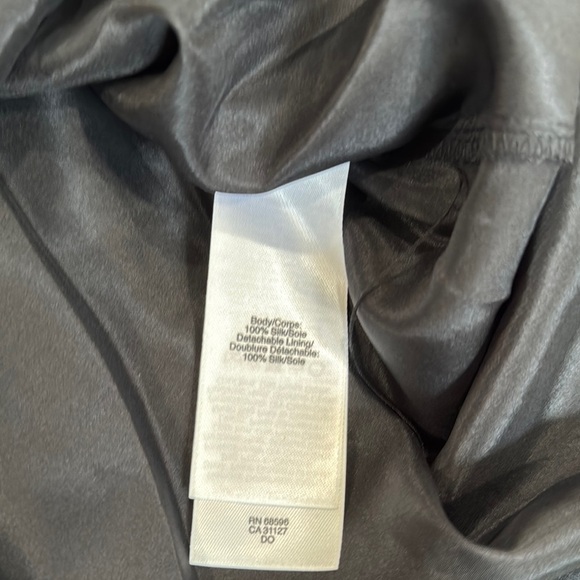 Body/Corps:
100% Silk/Soie
Detachable Lining/
Doublure Détachable:
100% Silk/Soie
RN 68596
CA 31127
DO